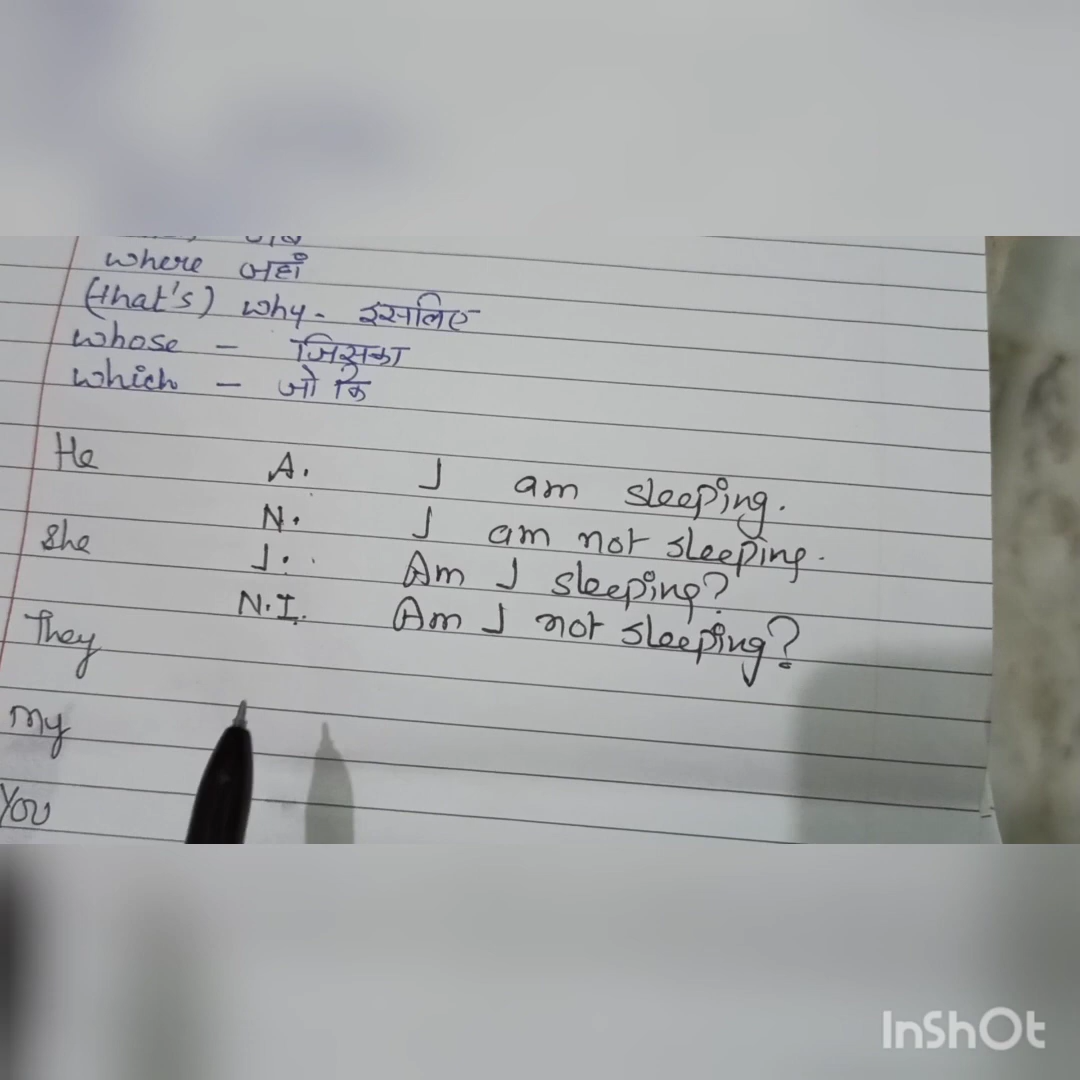 where जहाँ
(that's) why - इसलिए
whose - जिसका
which - जो कि
He A. I am sleeping.
N. I am not sleeping.
She I. Am I sleeping?
N.I. Am I not sleeping?
They
my
You
InShOt